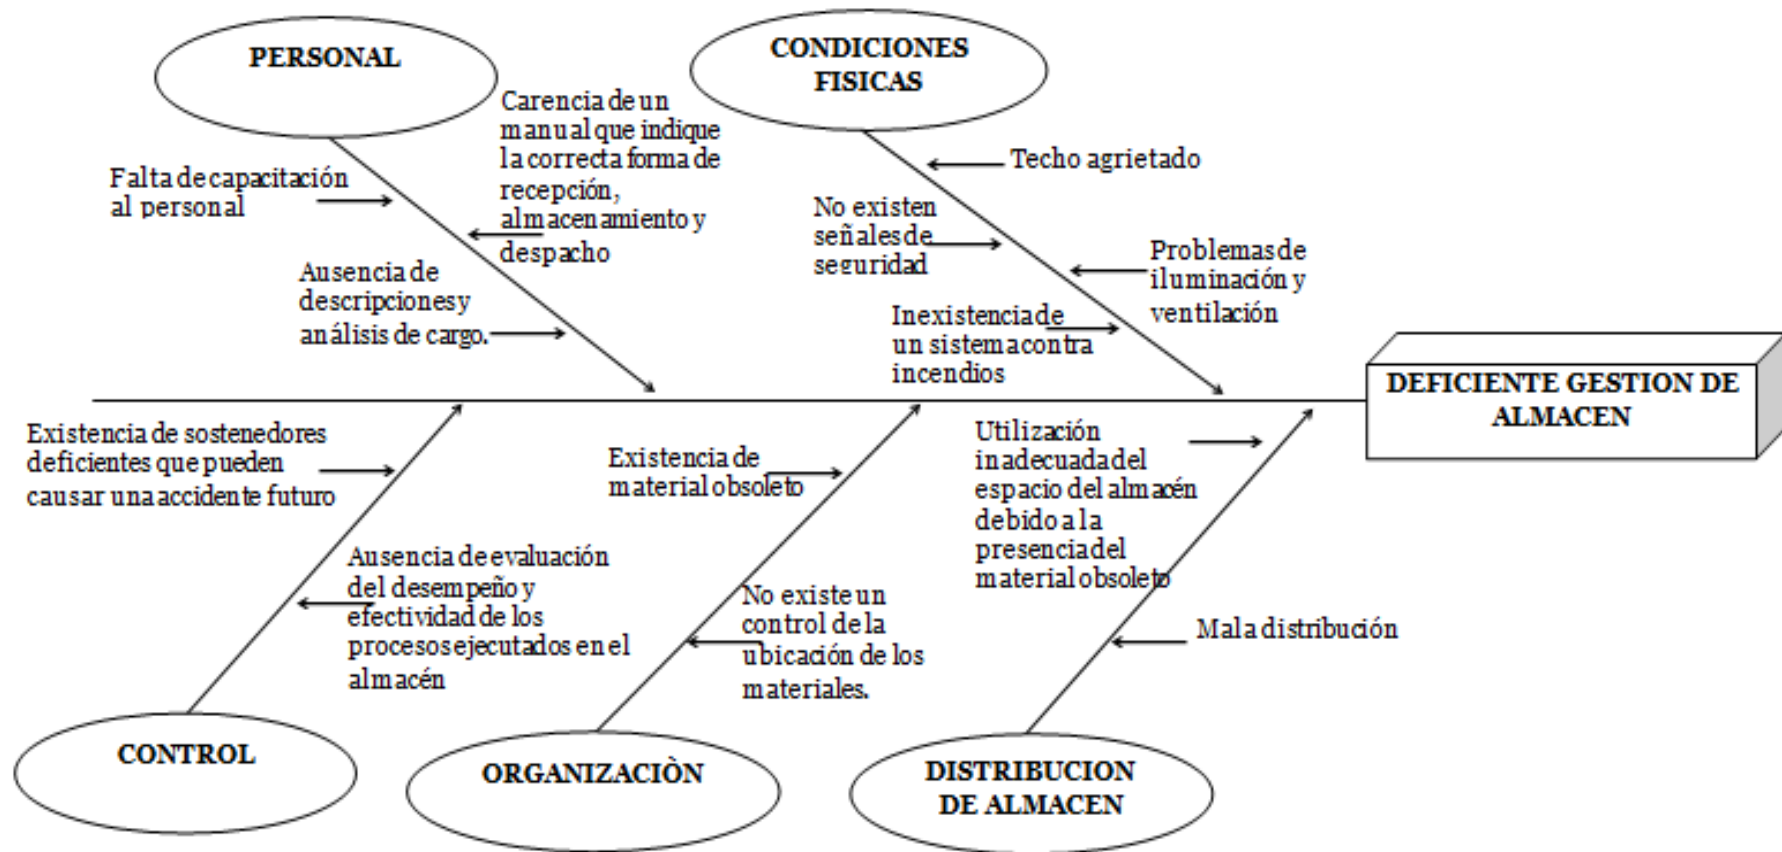 PERSONAL
CONDICIONES
FISICAS
Carencia de un
manual que indique
la correcta forma de
recepción,
almacenamiento y
despacho
Falta de capacitación
al personal
Ausencia de
descripciones y
análisis de cargo.
Techo agrietado
No existen
señales de
seguridad
Problemas de
iluminación y
ventilación
Inexistencia de
un sistema contra
incendios
DEFICIENTE GESTION DE
ALMACEN
Existencia de sostenedores
deficientes que pueden
causar una accidente futuro
Ausencia de evaluación
del desempeño y
efectividad de los
procesos ejecutados en el
almacén
Existencia de
material obsoleto
No existe un
control de la
ubicación de los
materiales.
Utilización
inadecuada del
espacio del almacén
debido a la
presencia del
material obsoleto
Mala distribución
CONTROL
ORGANIZACIÒN
DISTRIBUCION
DE ALMACEN